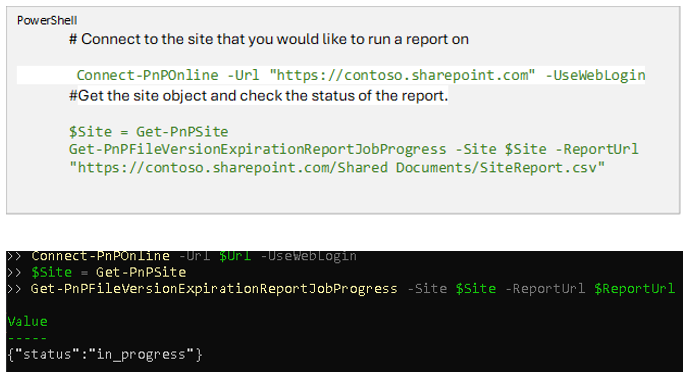 PowerShell
# Connect to the site that you would like to run a report on
Connect-PnPOnline -Url "https://contoso.sharepoint.com" -UseWebLogin
#Get the site object and check the status of the report.
$Site = Get-PnPSite
Get-PnPFileVersionExpirationReportJobProgress -Site $Site -ReportUrl
"https://contoso.sharepoint.com/Shared Documents/SiteReport.csv"
>> Connect-PnPOnline -Url $Url -UseWebLogin
>> $Site = Get-PnPSite
>> Get-PnPFileVersionExpirationReportJobProgress -Site $Site -ReportUrl $ReportUrl
Value
-----
{"status":"in_progress"}